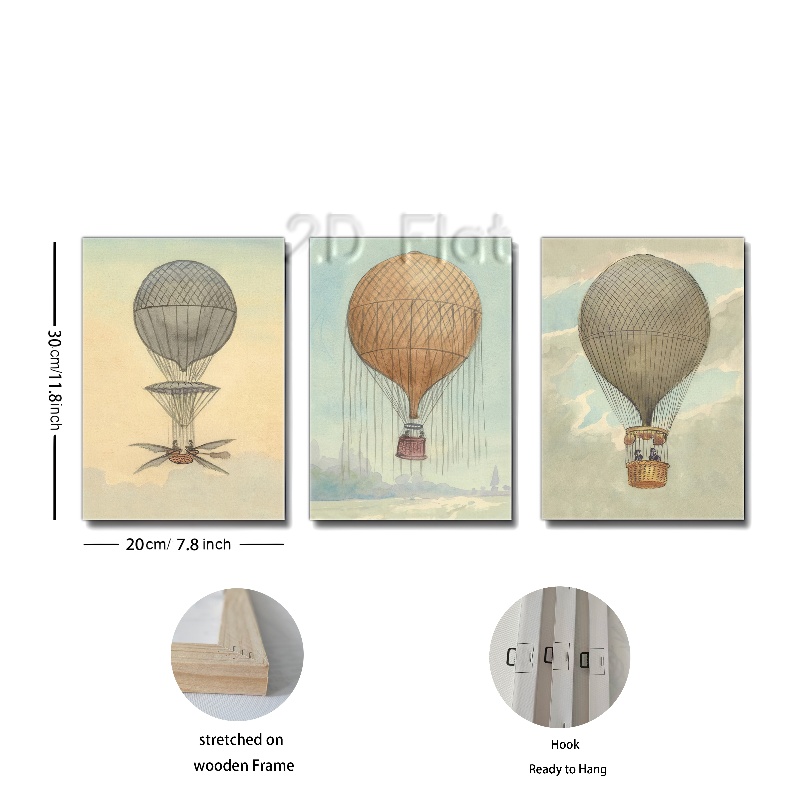 2D Flat
30cm/11.8inch
20cm/ 7.8 inch
stretched on
wooden Frame
Hook
Ready to Hang